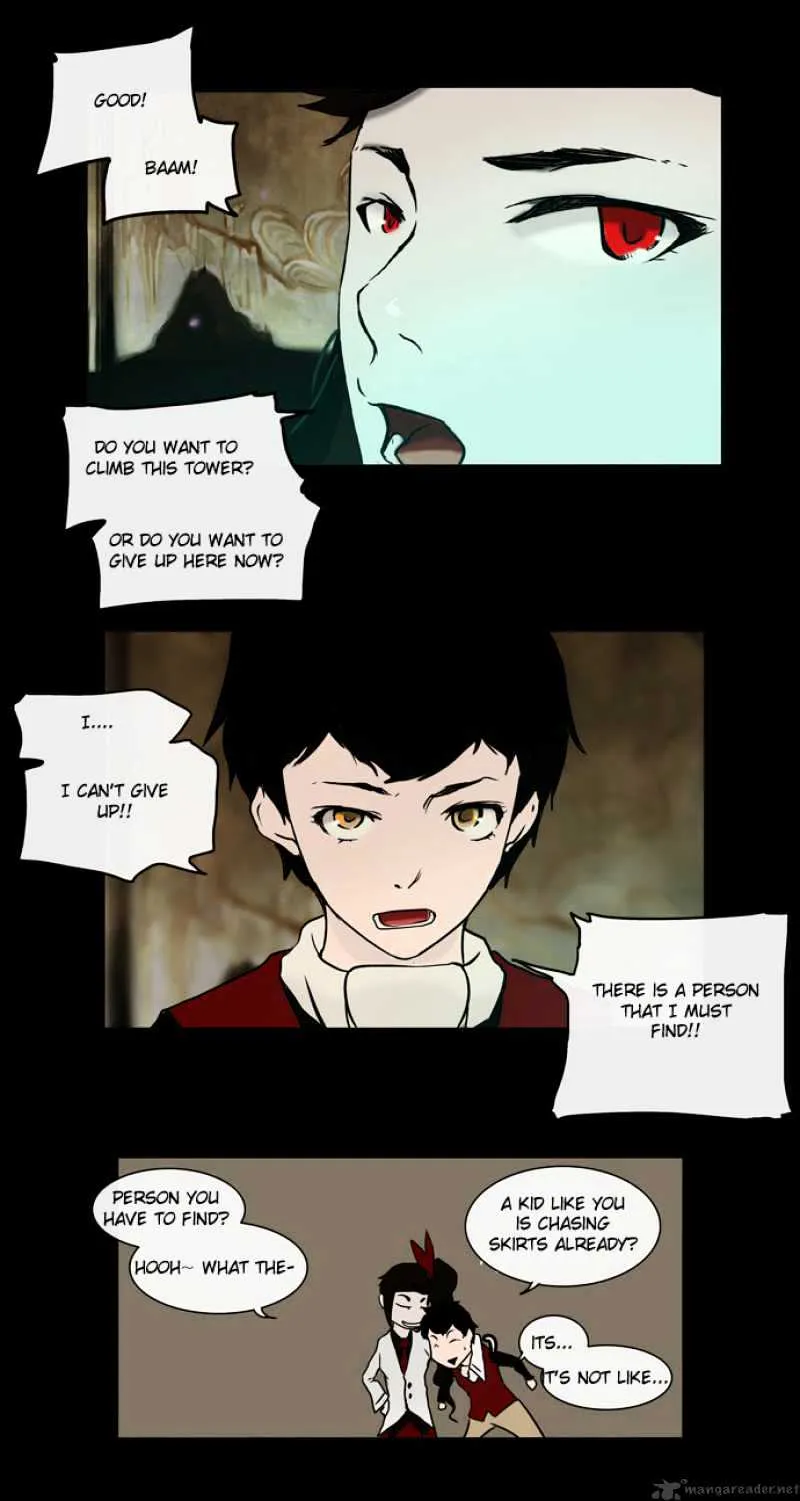 GOOD!
BAAM!
DO YOU WANT TO
CLIMB THIS TOWER?
OR DO YOU WANT TO
GIVE UP HERE NOW?
I....
I CAN'T GIVE
UP!!
THERE IS A PERSON
THAT I MUST
FIND!!
PERSON YOU
HAVE TO FIND?
HOOH~ WHAT THE-
A KID LIKE YOU
IS CHASING
SKIRTS ALREADY?
ITS...
IT'S NOT LIKE...
mangareader.net